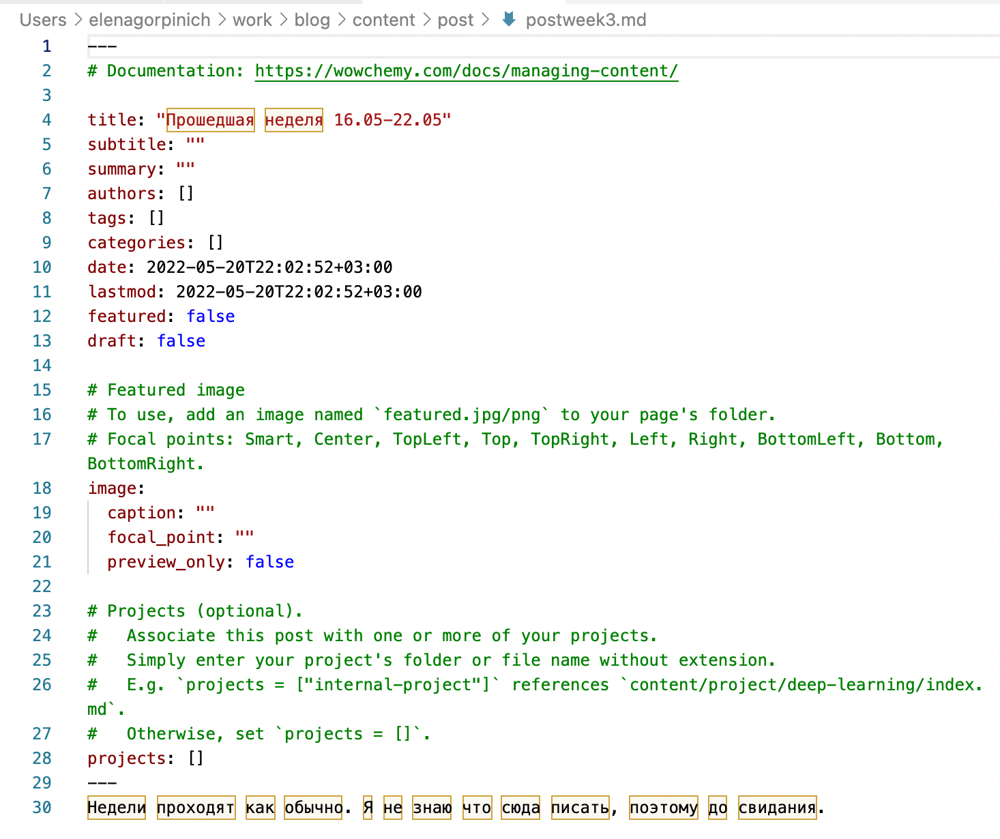 Users > elenagorpinich > work > blog > content > post > postweek3.md
1 ---
2 # Documentation: https://wowchemy.com/docs/managing-content/
3
4 title: "Прошедшая неделя 16.05-22.05"
5 subtitle: ""
6 summary: ""
7 authors: []
8 tags: []
9 categories: []
10 date: 2022-05-20T22:02:52+03:00
11 lastmod: 2022-05-20T22:02:52+03:00
12 featured: false
13 draft: false
14
15 # Featured image
16 # To use, add an image named `featured.jpg/png` to your page's folder.
17 # Focal points: Smart, Center, TopLeft, Top, TopRight, Left, Right, BottomLeft, Bottom,
BottomRight.
18 image:
19   caption: ""
20   focal_point: ""
21   preview_only: false
22
23 # Projects (optional).
24 #   Associate this post with one or more of your projects.
25 #   Simply enter your project's folder or file name without extension.
26 #   E.g. `projects = ["internal-project"]` references `content/project/deep-learning/index.
md`.
27 #   Otherwise, set `projects = []`.
28 projects: []
29 ---
30 Недели проходят как обычно. Я не знаю что сюда писать, поэтому до свидания.